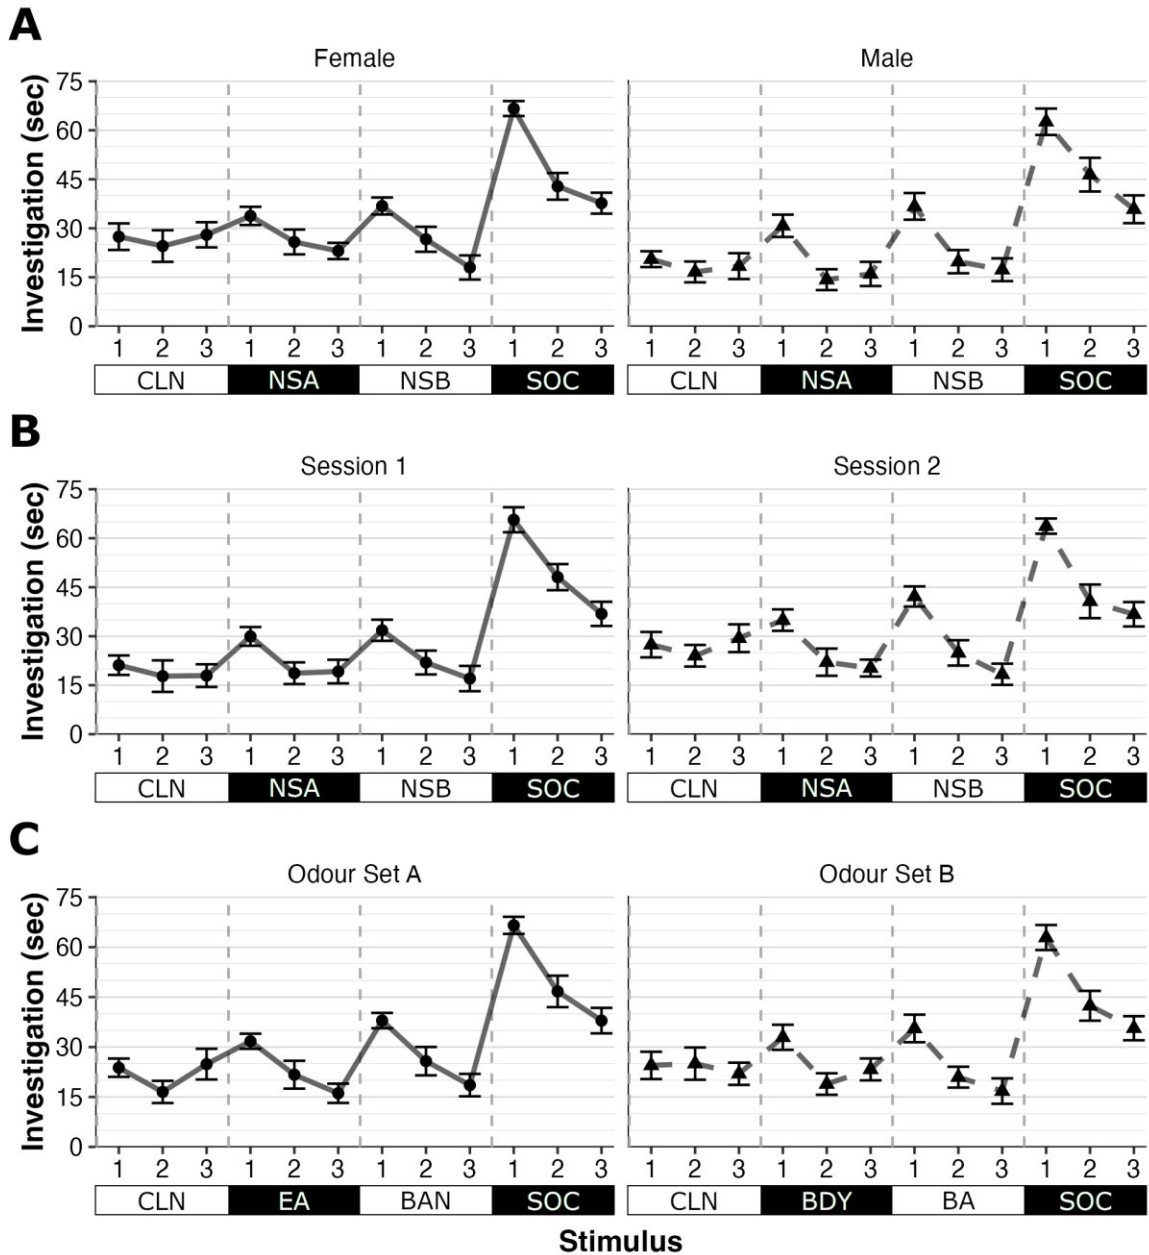 A
Female Male
Investigation (sec)
75
60
45
30
15
0
1 2 3 1 2 3 1 2 3 1 2 3 1 2 3 1 2 3 1 2 3 1 2 3
CLN NSA NSB SOC CLN NSA NSB SOC
B
Session 1 Session 2
Investigation (sec)
75
60
45
30
15
0
1 2 3 1 2 3 1 2 3 1 2 3 1 2 3 1 2 3 1 2 3 1 2 3
CLN NSA NSB SOC CLN NSA NSB SOC
C
Odour Set A Odour Set B
Investigation (sec)
75
60
45
30
15
0
1 2 3 1 2 3 1 2 3 1 2 3 1 2 3 1 2 3 1 2 3 1 2 3
CLN EA BAN SOC CLN BDY BA SOC
Stimulus